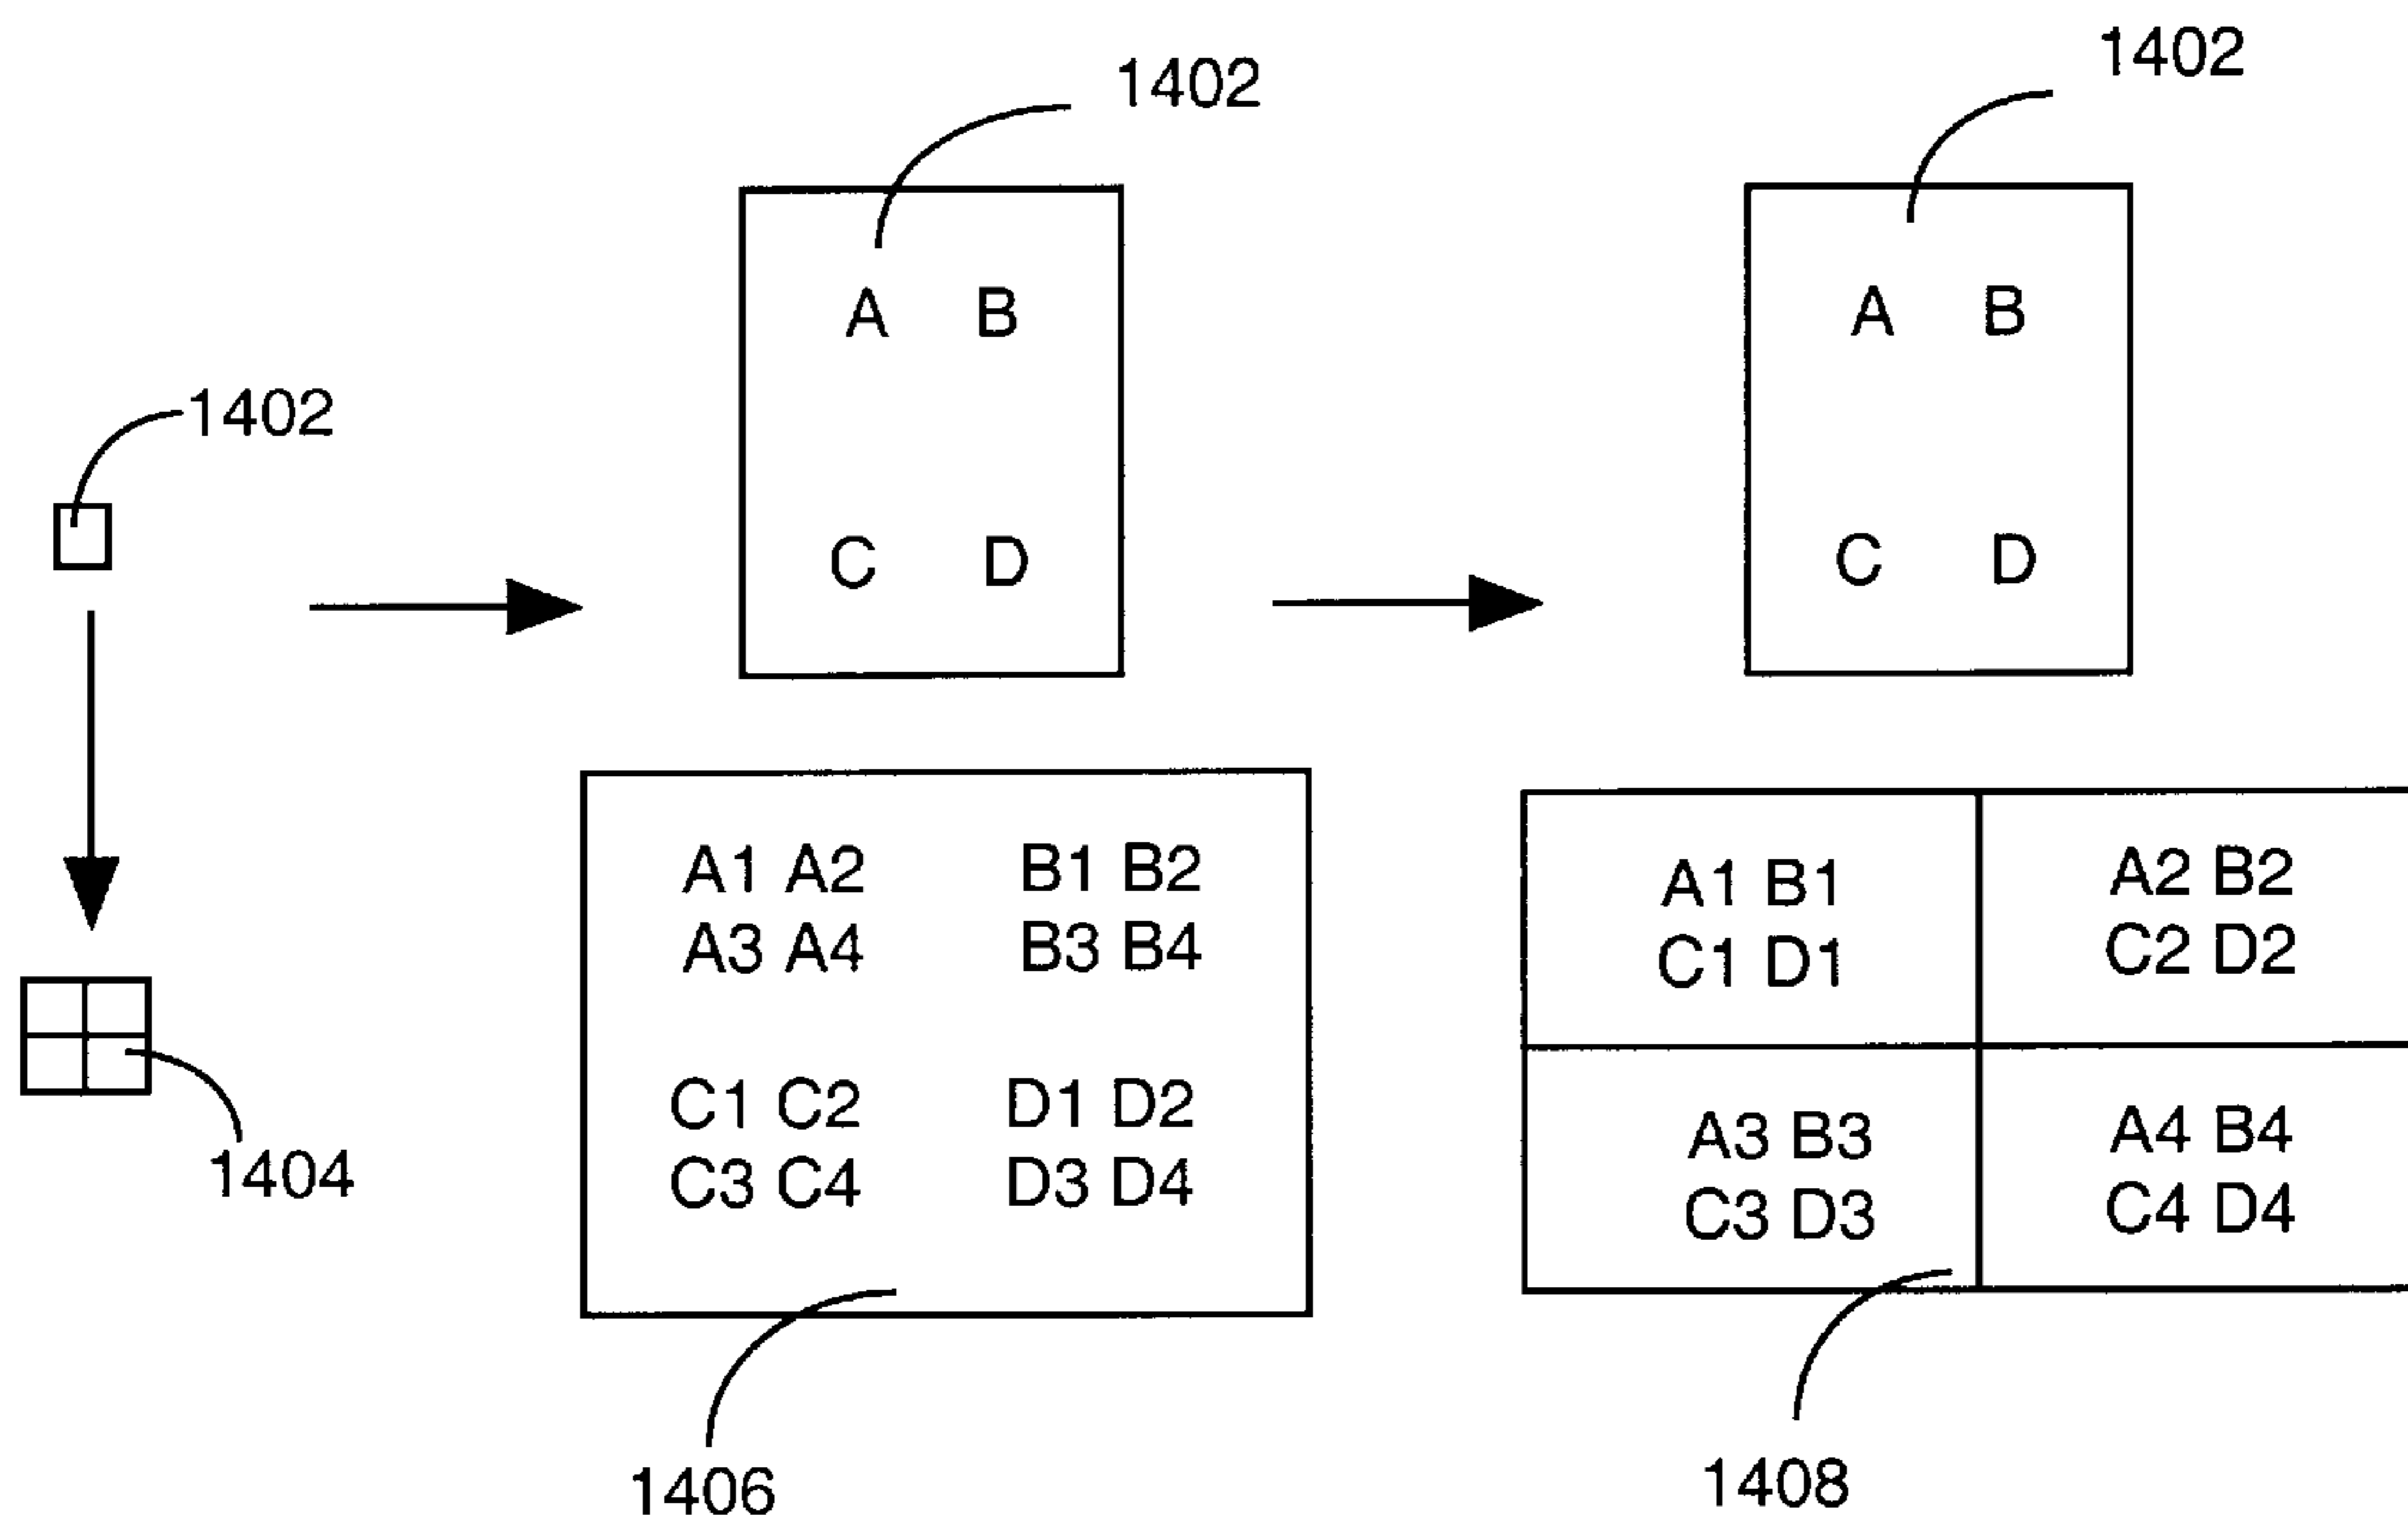 1402
1402
1402
A B
C D
A B
C D
1404
A1 A2 B1 B2
A3 A4 B3 B4
C1 C2 D1 D2
C3 C4 D3 D4
1406
A1 B1
C1 D1
A2 B2
C2 D2
A3 B3
C3 D3
A4 B4
C4 D4
1408